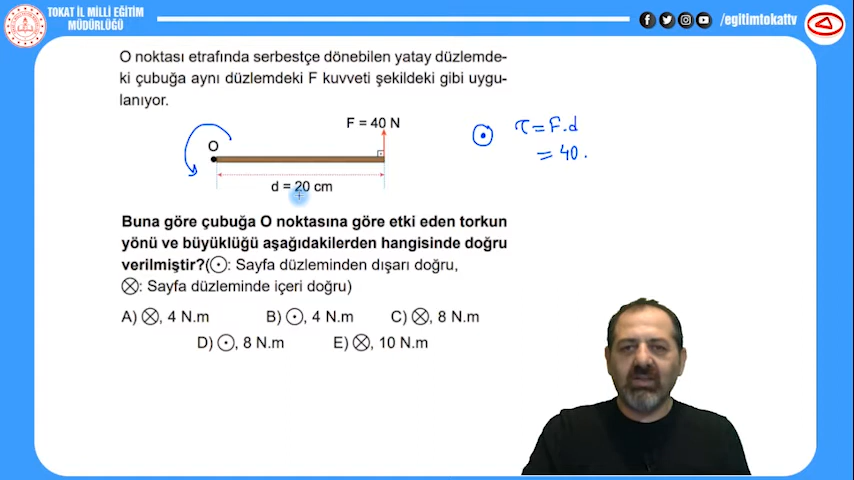 TOKAT İL MİLLİ EĞİTİM
MÜDÜRLÜĞÜ
/egitimtokattv
O noktası etrafında serbestçe dönebilen yatay düzlemde-
ki çubuğa aynı düzlemdeki F kuvveti şekildeki gibi uygu-
lanıyor.
F = 40 N
O
d = 20 cm
τ = F.d
= 40.
Buna göre çubuğa O noktasına göre etki eden torkun
yönü ve büyüklüğü aşağıdakilerden hangisinde doğru
verilmiştir?(⊙: Sayfa düzleminden dışarı doğru,
⊗: Sayfa düzleminde içeri doğru)
A) ⊗, 4 N.m B) ⊙, 4 N.m C) ⊗, 8 N.m
D) ⊙, 8 N.m E) ⊗, 10 N.m